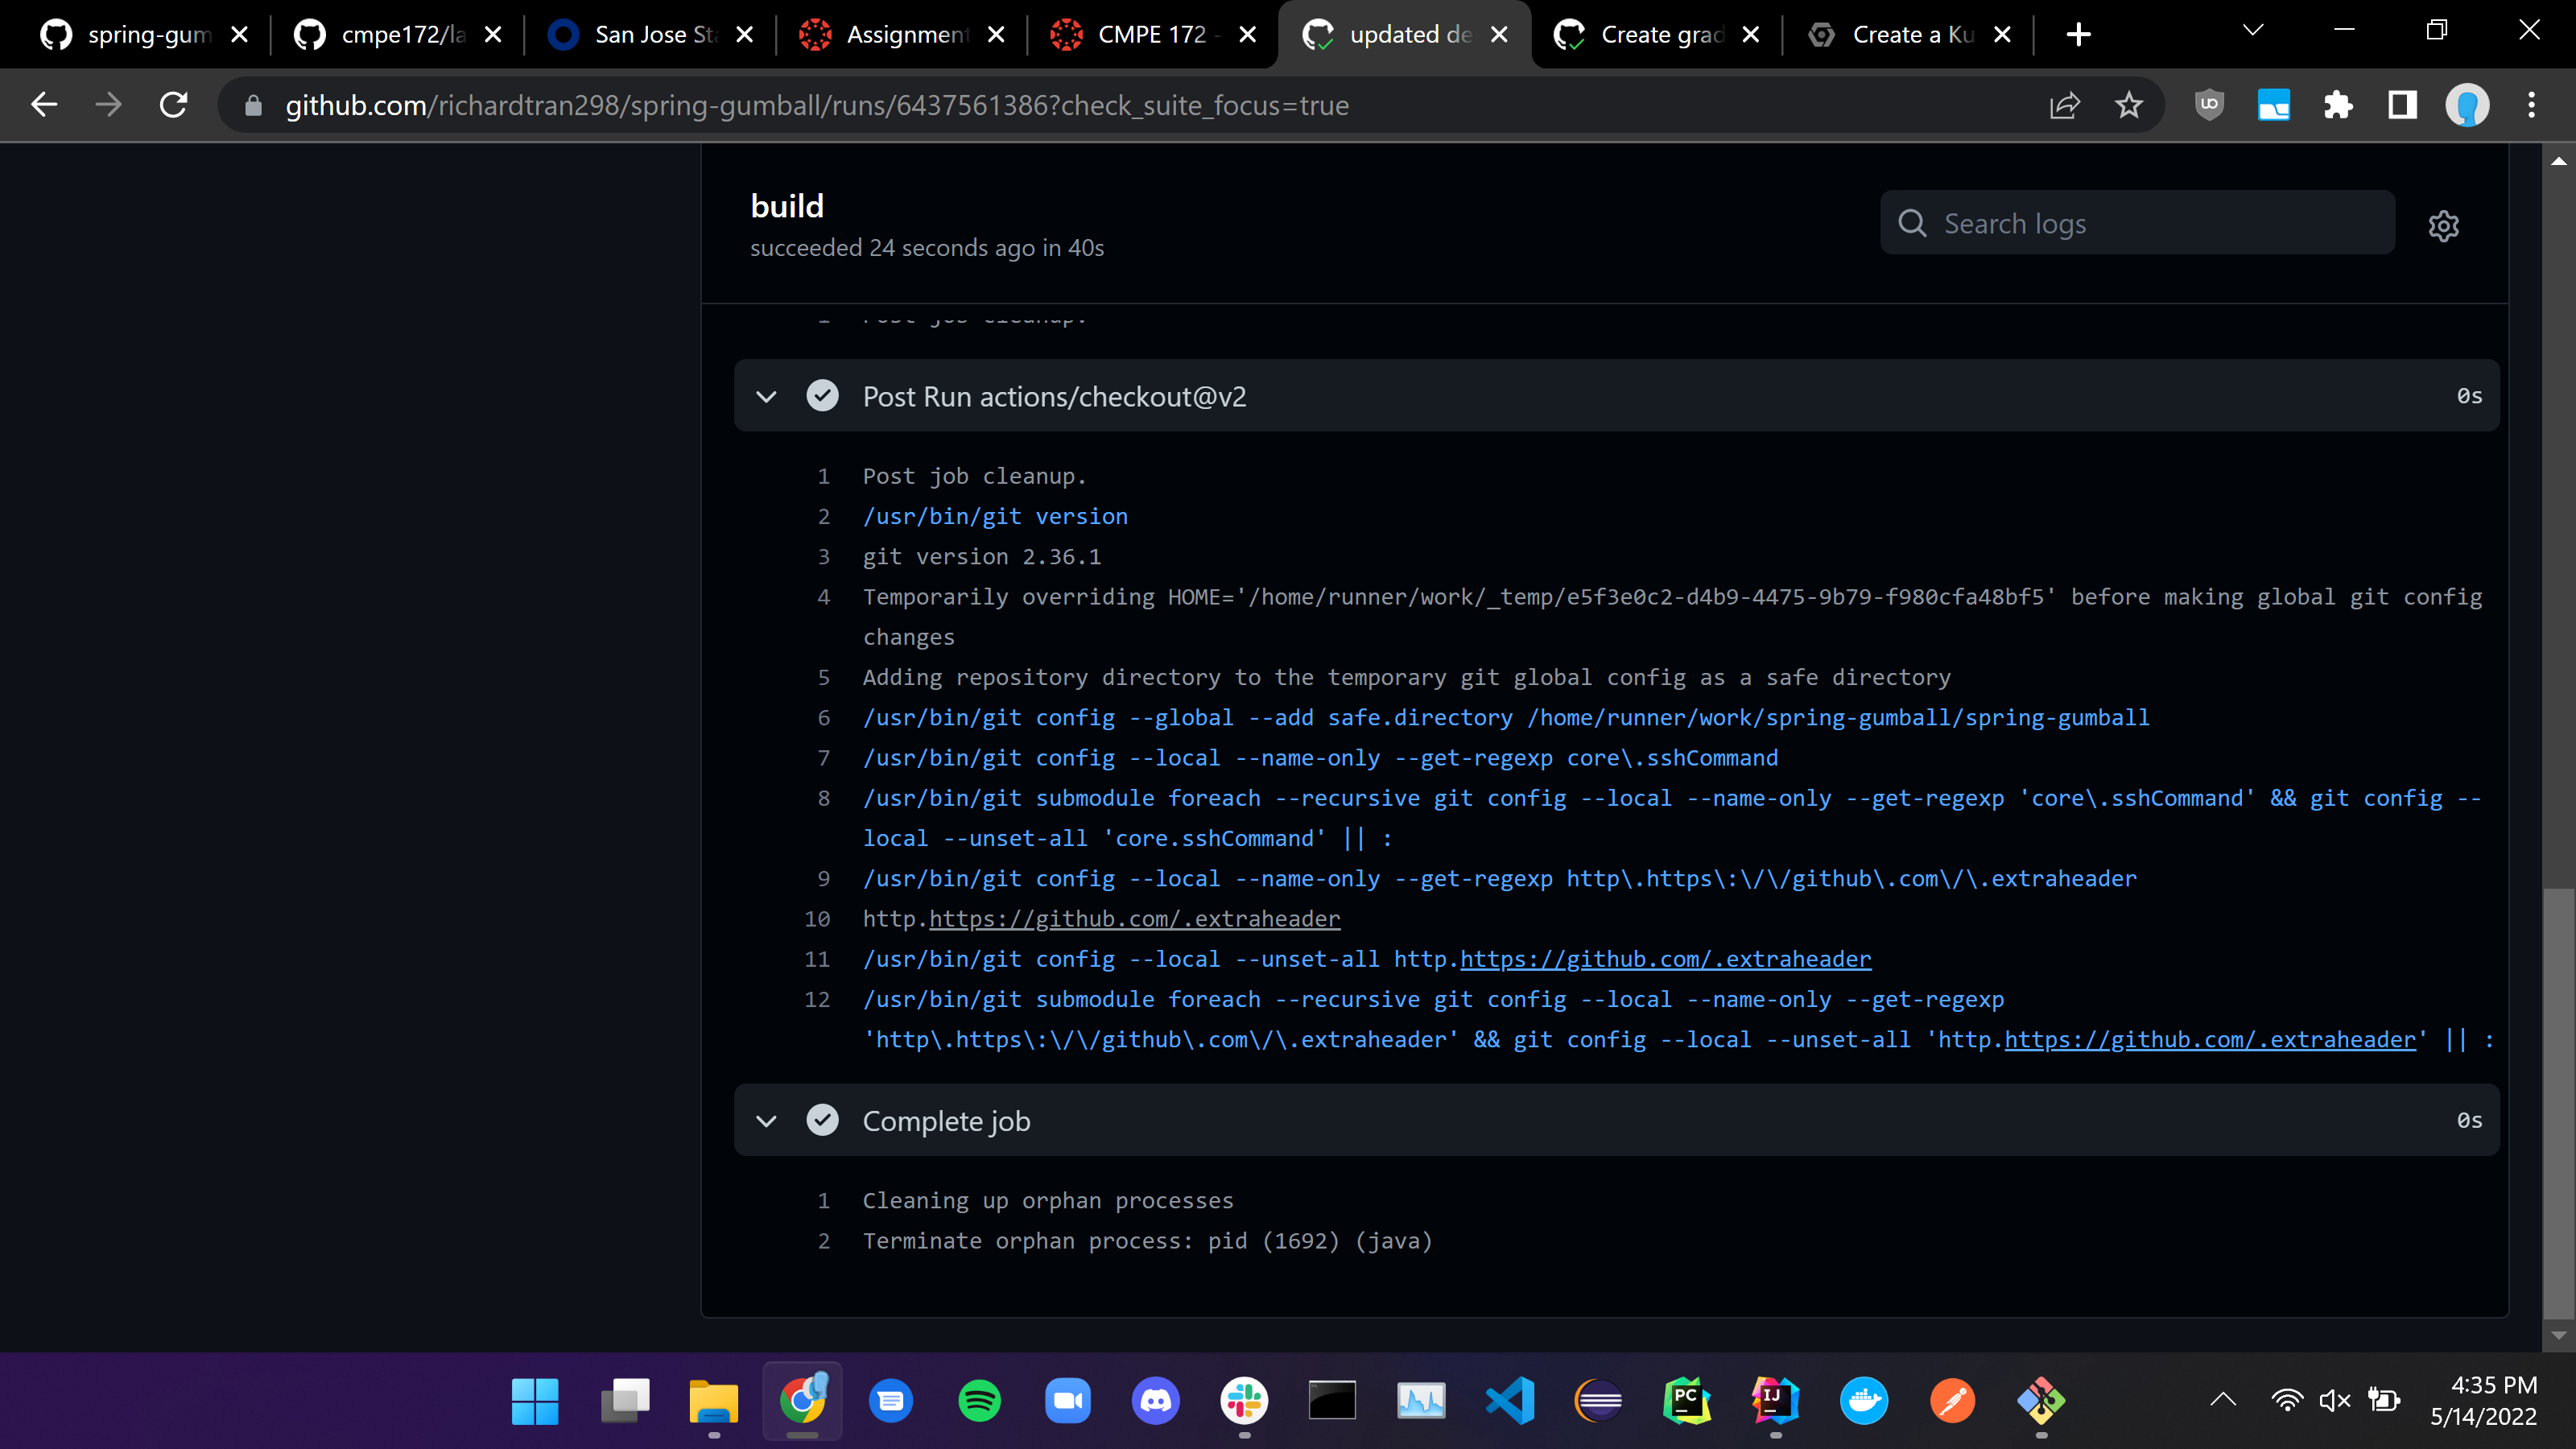 spring-gum
cmpe172/la
San Jose Sta
Assignment
CMPE 172 -
updated de
Create grad
Create a Ku
github.com/richardtran298/spring-gumball/runs/6437561386?check_suite_focus=true
build
succeeded 24 seconds ago in 40s
Search logs
1 Post job cleanup.
Post Run actions/checkout@v2 0s
1 Post job cleanup.
2 /usr/bin/git version
3 git version 2.36.1
4 Temporarily overriding HOME='/home/runner/work/_temp/e5f3e0c2-d4b9-4475-9b79-f980cfa48bf5' before making global git config
changes
5 Adding repository directory to the temporary git global config as a safe directory
6 /usr/bin/git config --global --add safe.directory /home/runner/work/spring-gumball/spring-gumball
7 /usr/bin/git config --local --name-only --get-regexp core\.sshCommand
8 /usr/bin/git submodule foreach --recursive git config --local --name-only --get-regexp 'core\.sshCommand' && git config --
local --unset-all 'core.sshCommand' || :
9 /usr/bin/git config --local --name-only --get-regexp http\.https\:\/\/github\.com\/\.extraheader
10 http.https://github.com/.extraheader
11 /usr/bin/git config --local --unset-all http.https://github.com/.extraheader
12 /usr/bin/git submodule foreach --recursive git config --local --name-only --get-regexp
'http\.https\:\/\/github\.com\/\.extraheader' && git config --local --unset-all 'http.https://github.com/.extraheader' || :
Complete job 0s
1 Cleaning up orphan processes
2 Terminate orphan process: pid (1692) (java)
PC
IJ
4:35 PM
5/14/2022